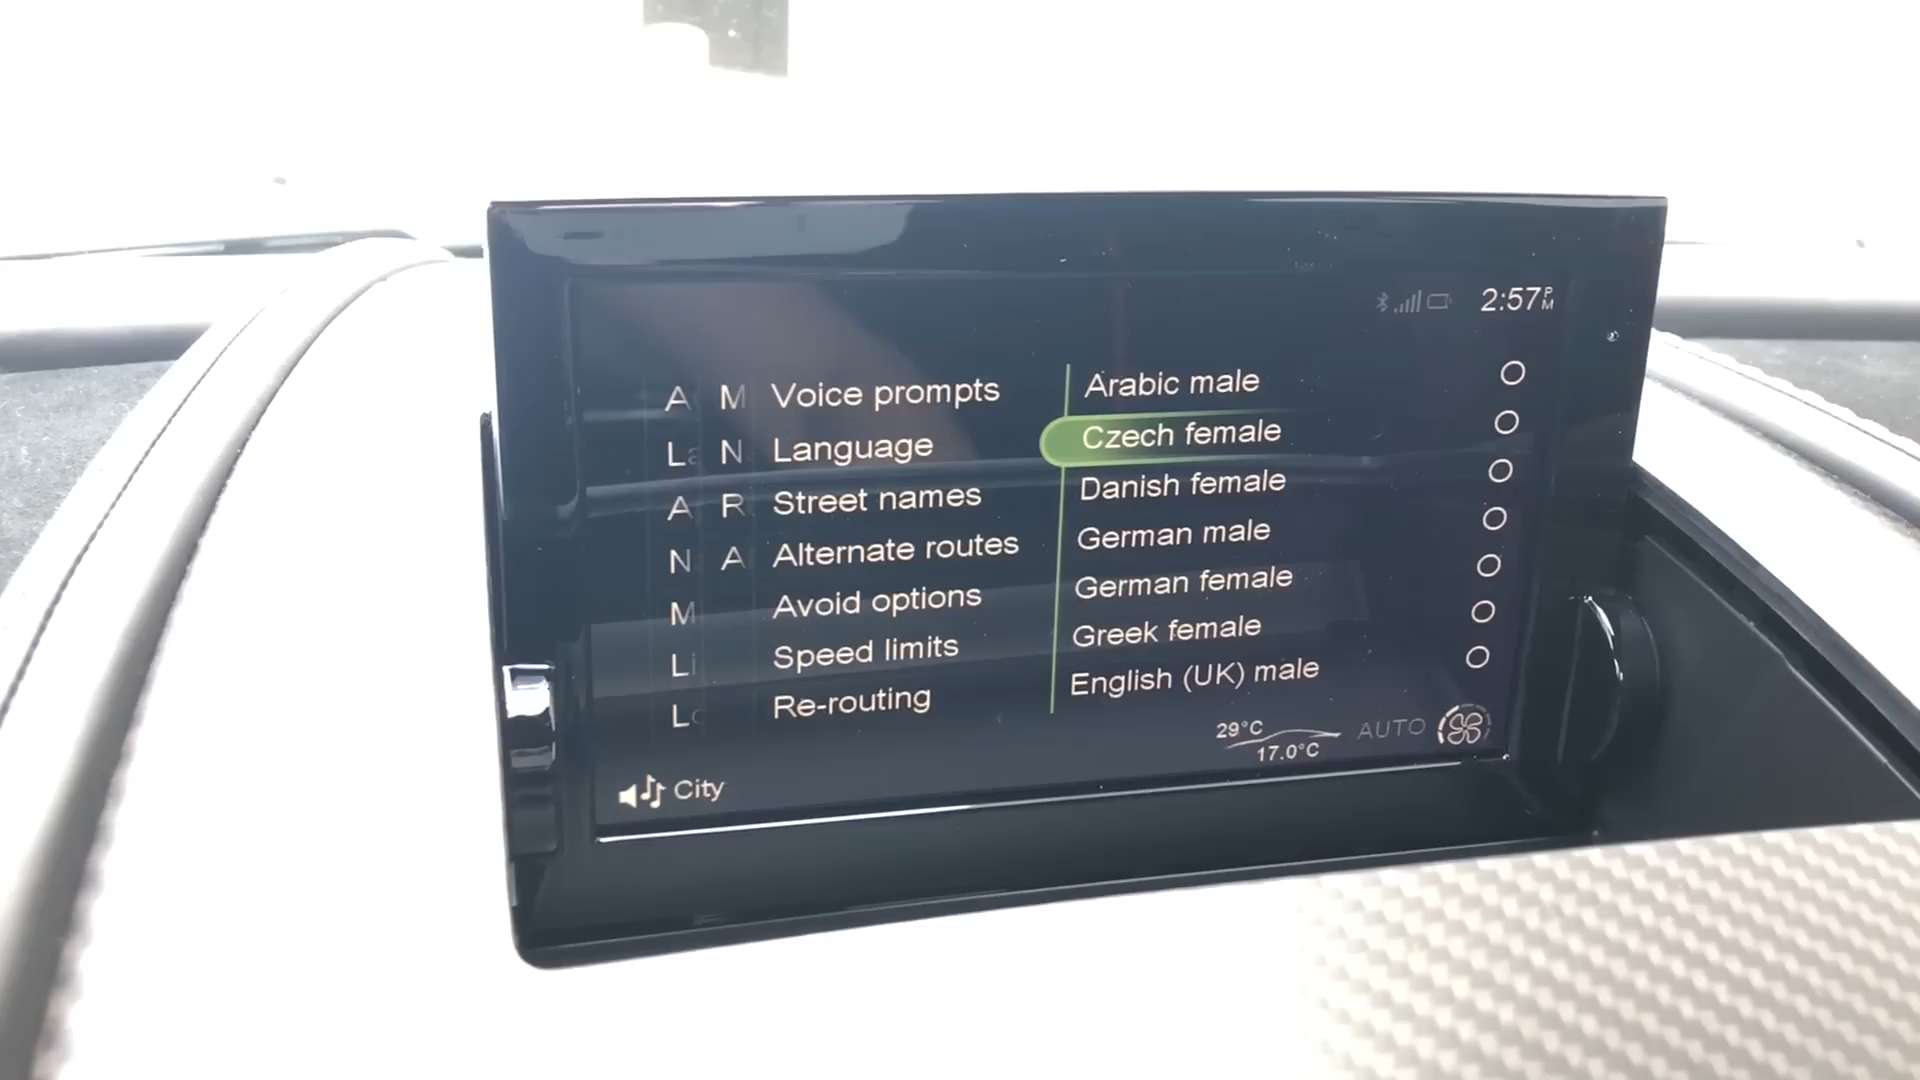 2:57 PM
A M Voice prompts
La N Language
A R Street names
N A Alternate routes
M Avoid options
Li Speed limits
Lo Re-routing
Arabic male
Czech female
Danish female
German male
German female
Greek female
English (UK) male
29°C
17.0°C
AUTO
City